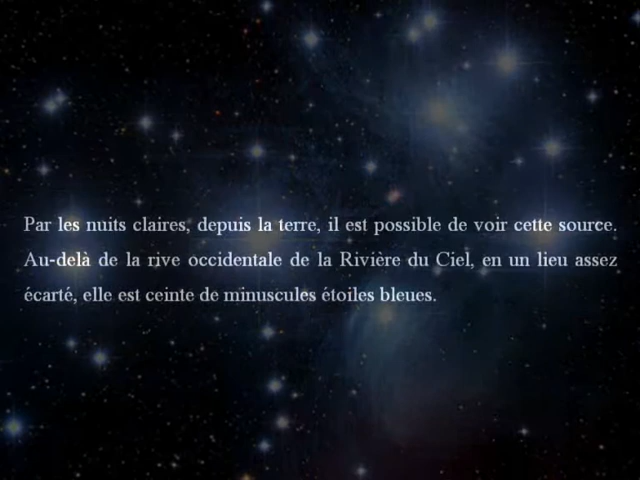 Par les nuits claires, depuis la terre, il est possible de voir cette source.
Au-delà de la rive occidentale de la Rivière du Ciel, en un lieu assez
écarté, elle est ceinte de minuscules étoiles bleues.